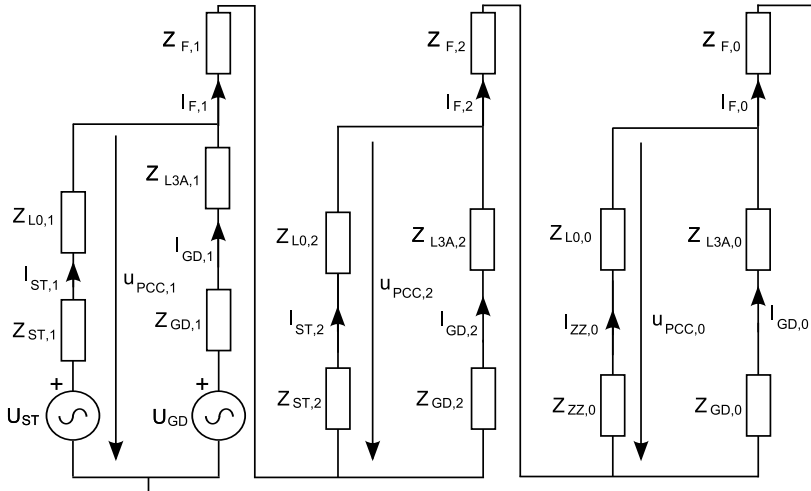 Z F,1
I F,1
Z L3A,1
Z L0,1
I GD,1
I ST,1
u PCC,1
Z ST,1
Z GD,1
+
+
U ST
U GD
Z F,2
I F,2
Z L0,2
Z L3A,2
u PCC,2
I ST,2
I GD,2
Z ST,2
Z GD,2
Z F,0
I F,0
Z L0,0
Z L3A,0
I ZZ,0
u PCC,0
I GD,0
Z ZZ,0
Z GD,0